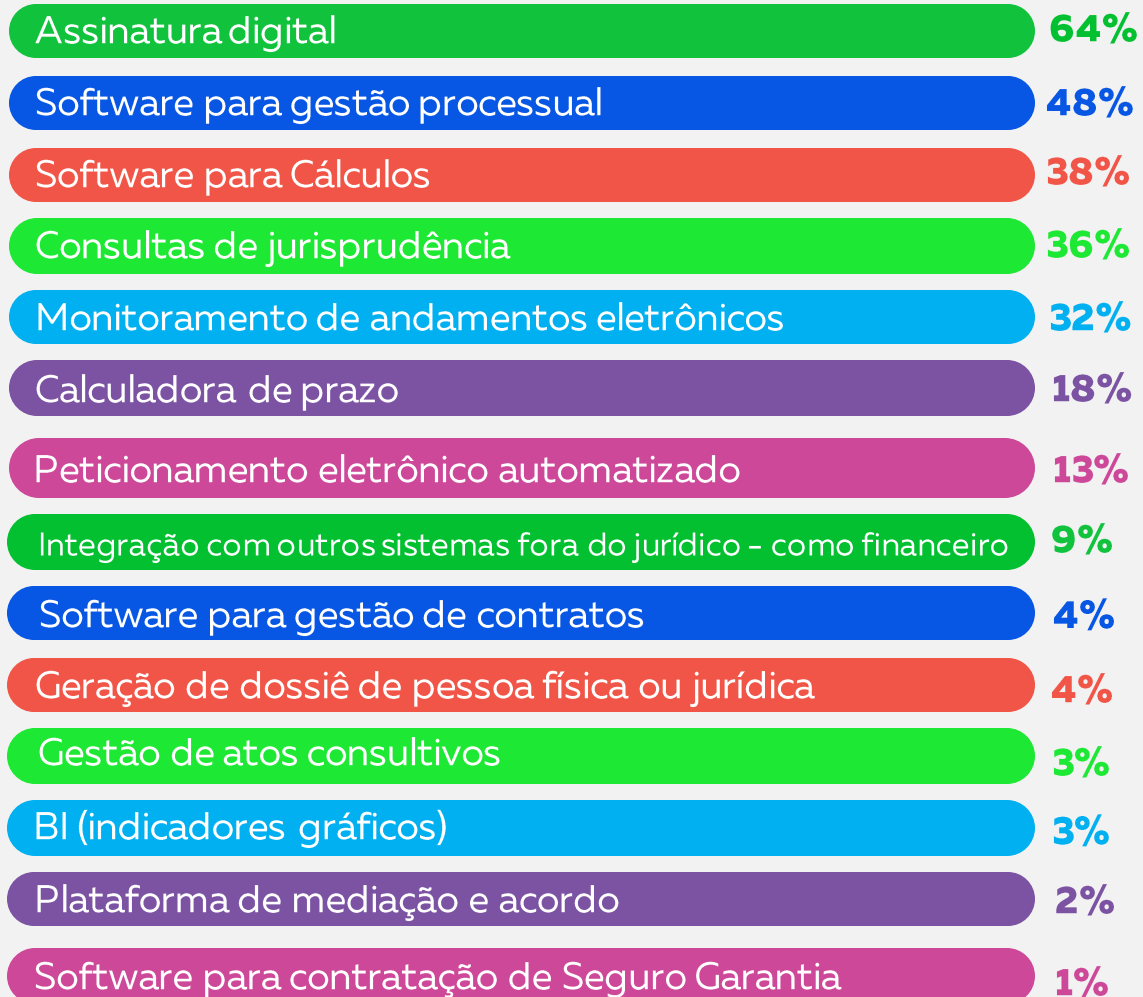 Assinatura digital 64%
Software para gestão processual 48%
Software para Cálculos 38%
Consultas de jurisprudência 36%
Monitoramento de andamentos eletrônicos 32%
Calculadora de prazo 18%
Peticionamento eletrônico automatizado 13%
Integração com outros sistemas fora do jurídico - como financeiro 9%
Software para gestão de contratos 4%
Geração de dossiê de pessoa física ou jurídica 4%
Gestão de atos consultivos 3%
BI (indicadores gráficos) 3%
Plataforma de mediação e acordo 2%
Software para contratação de Seguro Garantia 1%